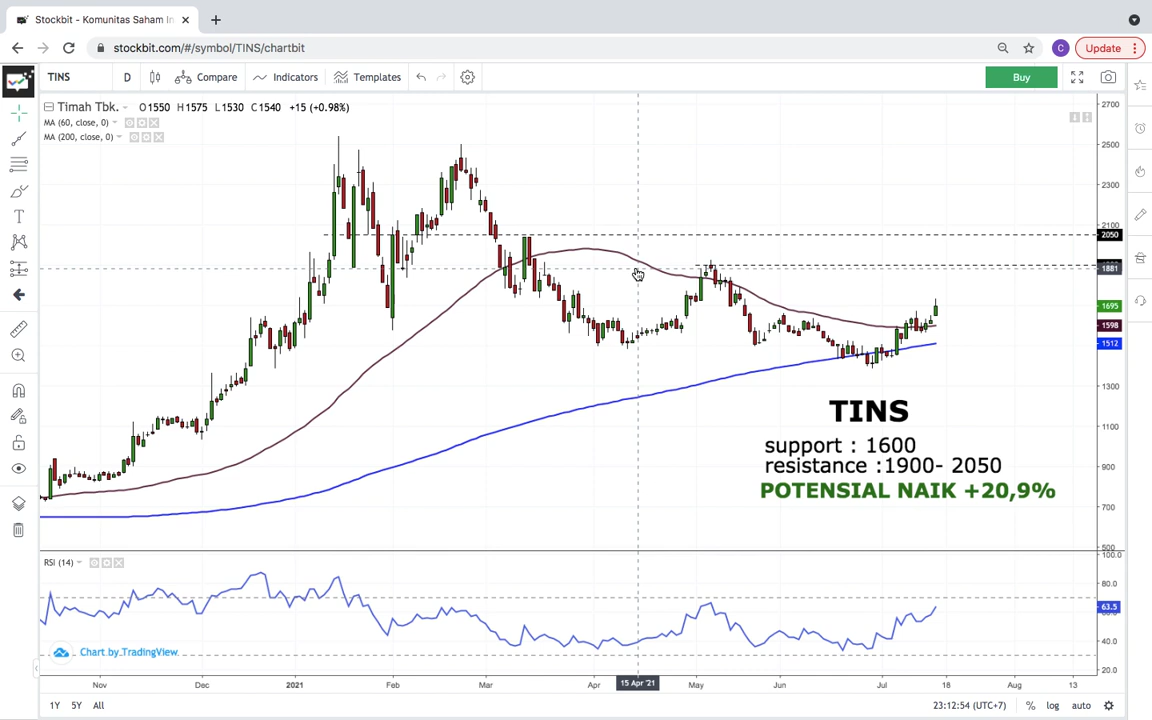 Stockbit - Komunitas Saham In
stockbit.com/#/symbol/TINS/chartbit
C
Update
TINS
D
Compare
Indicators
Templates
Buy
Timah Tbk. O1550 H1575 L1530 C1540 +15 (+0.98%)
MA (60, close, 0)
MA (200, close, 0)
2700
2500
2300
2100
2050
1881
1695
1598
1512
1300
1100
900
700
500
TINS
support : 1600
resistance :1900- 2050
POTENSIAL NAIK +20,9%
RSI (14)
100.0
80.0
63.5
40.0
20.0
Chart by TradingView
Nov
Dec
2021
Feb
Mar
Apr
15 Apr '21
May
Jun
Jul
18
Aug
13
1Y
5Y
All
23:12:54 (UTC+7)
%
log
auto